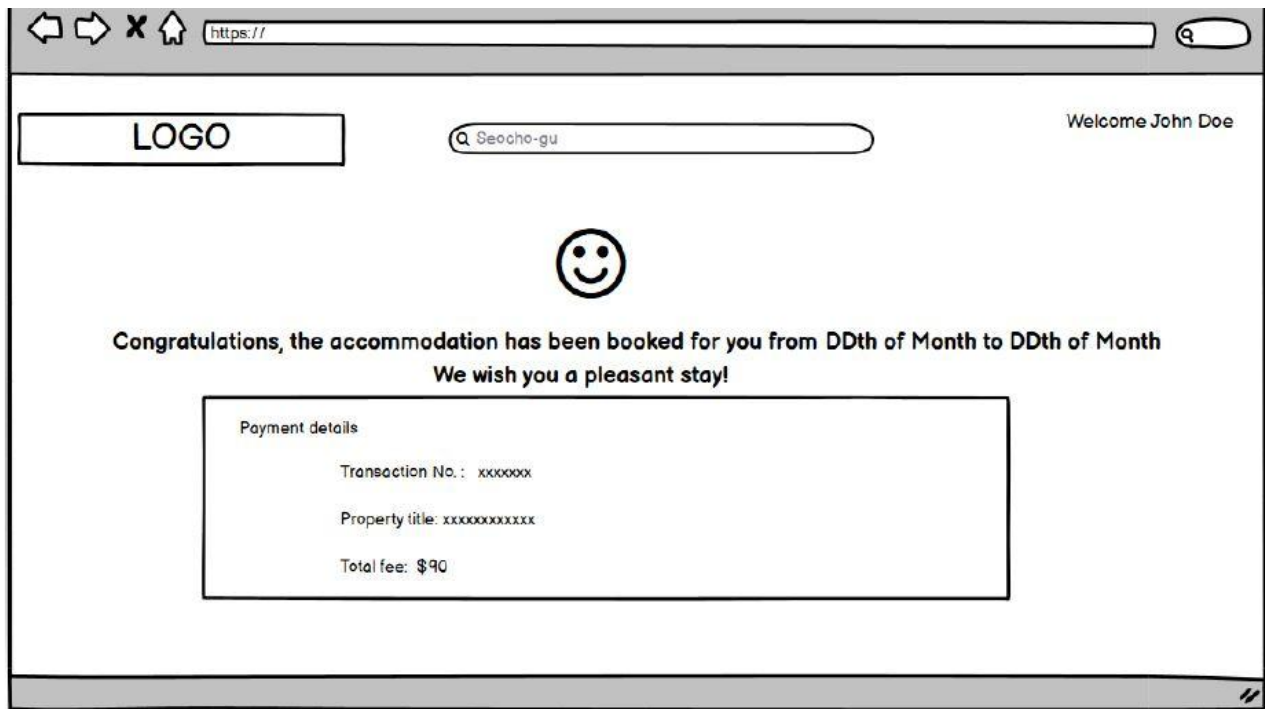 https://
LOGO
Seocho-gu
Welcome John Doe
Congratulations, the accommodation has been booked for you from DDth of Month to DDth of Month
We wish you a pleasant stay!
Payment details
Transaction No.: xxxxxxx
Property title: xxxxxxxxxxxx
Total fee: $90